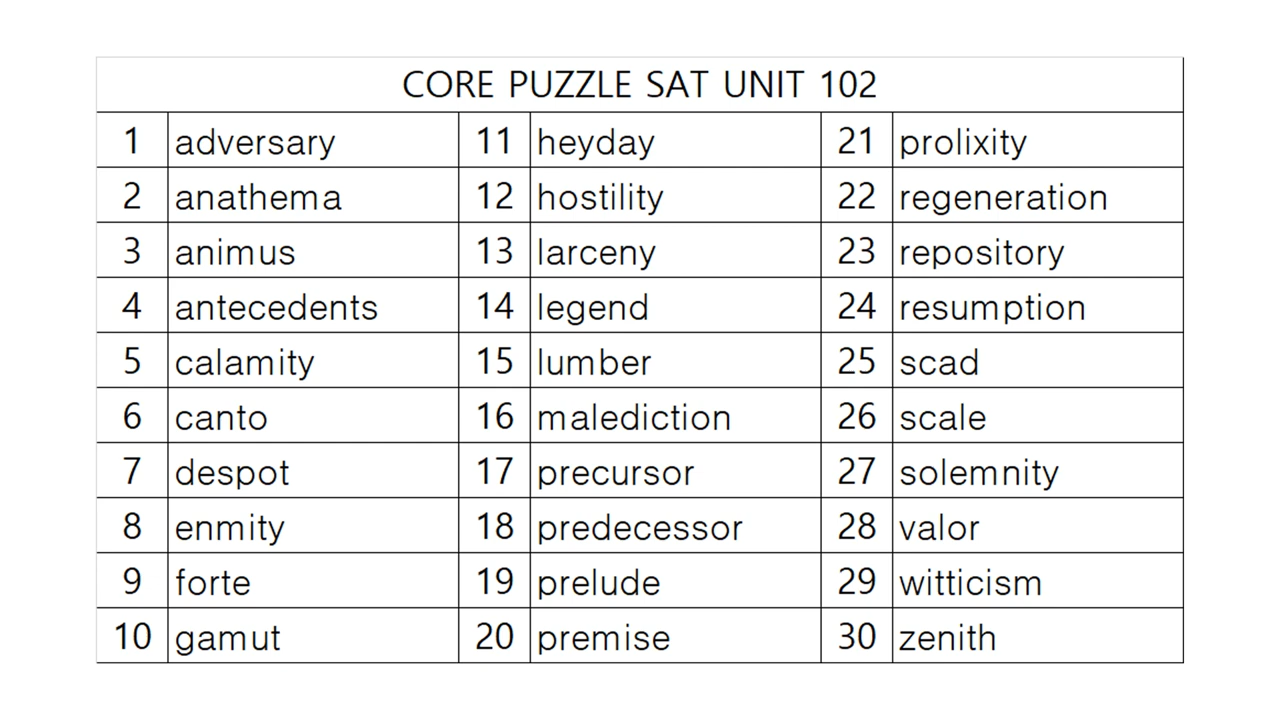 CORE PUZZLE SAT UNIT 102
1 adversary 11 heyday 21 prolixity
2 anathema 12 hostility 22 regeneration
3 animus 13 larceny 23 repository
4 antecedents 14 legend 24 resumption
5 calamity 15 lumber 25 scad
6 canto 16 malediction 26 scale
7 despot 17 precursor 27 solemnity
8 enmity 18 predecessor 28 valor
9 forte 19 prelude 29 witticism
10 gamut 20 premise 30 zenith